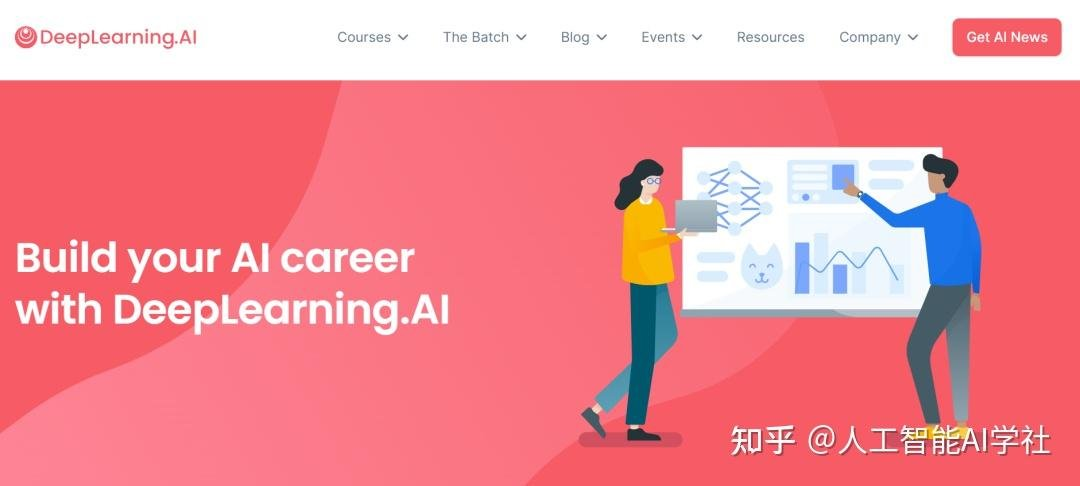 DeepLearning.AI
Courses The Batch Blog Events Resources Company Get AI News
Build your AI career
with DeepLearning.AI
知乎 @人工智能AI学社